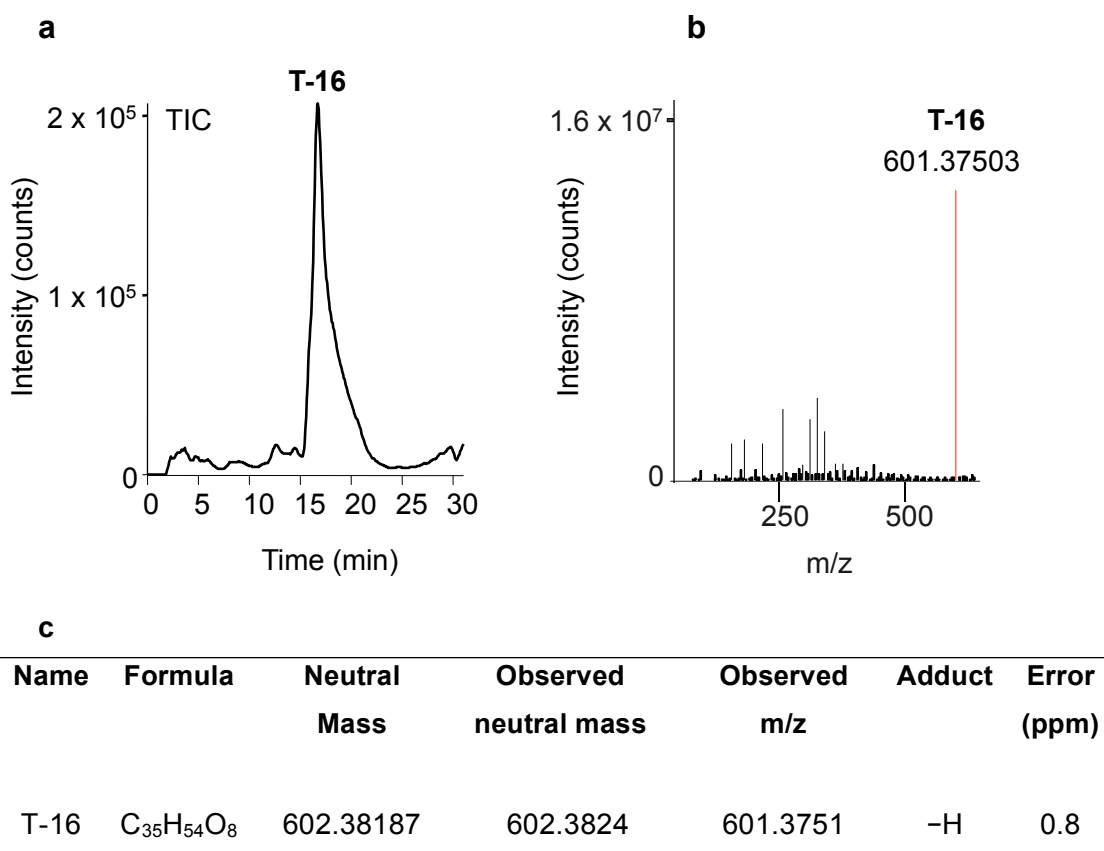 a
T-16
2 x 10⁵
TIC
1 x 10⁵
0
Intensity (counts)
0 5 10 15 20 25 30
Time (min)
b
T-16
601.37503
1.6 x 10⁷
0
Intensity (counts)
250 500
m/z
c
Name Formula Neutral Mass Observed neutral mass Observed m/z Adduct Error (ppm)
T-16 C₃₅H₅₄O₈ 602.38187 602.3824 601.3751 −H 0.8